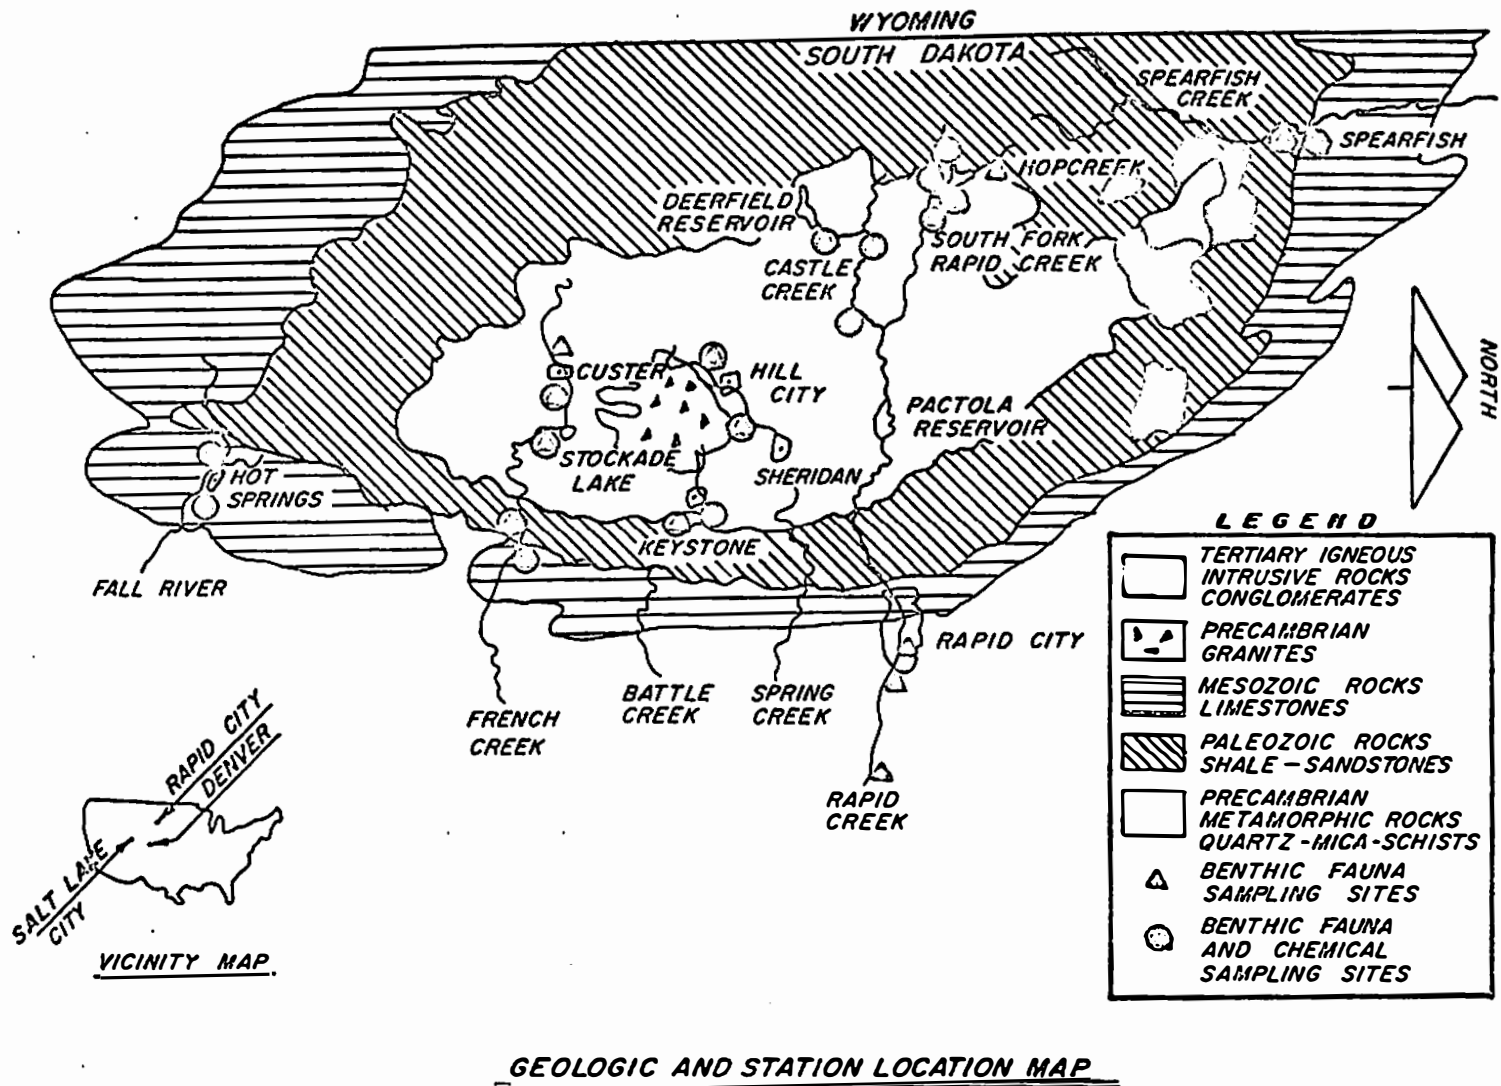 WYOMING
SOUTH DAKOTA
SPEARFISH
CREEK
SPEARFISH
HOPCREEK
DEERFIELD
RESERVOIR
SOUTH FORK
RAPID CREEK
CASTLE
CREEK
CUSTER
HILL
CITY
PACTOLA
RESERVOIR
NORTH
STOCKADE
LAKE
SHERIDAN
HOT
SPRINGS
KEYSTONE
FALL RIVER
RAPID CITY
BATTLE
CREEK
SPRING
CREEK
FRENCH
CREEK
RAPID
CREEK
LEGEND
TERTIARY IGNEOUS
INTRUSIVE ROCKS
CONGLOMERATES
PRECAMBRIAN
GRANITES
MESOZOIC ROCKS
LIMESTONES
PALEOZOIC ROCKS
SHALE - SANDSTONES
PRECAMBRIAN
METAMORPHIC ROCKS
QUARTZ - MICA - SCHISTS
BENTHIC FAUNA
SAMPLING SITES
BENTHIC FAUNA
AND CHEMICAL
SAMPLING SITES
RAPID CITY
DENVER
SALT LAKE
CITY
VICINITY MAP.
GEOLOGIC AND STATION LOCATION MAP